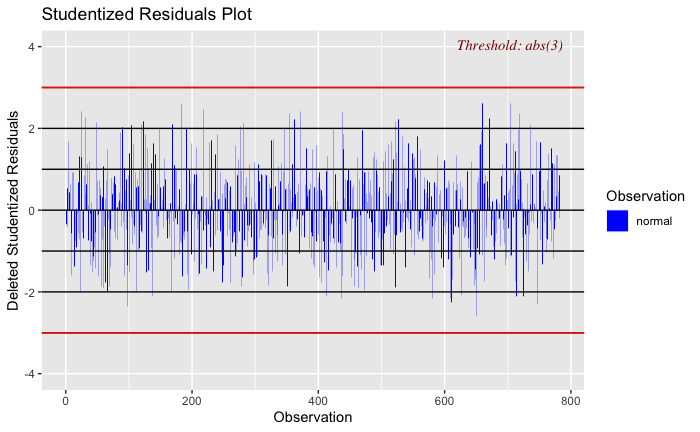 Studentized Residuals Plot
Threshold: abs(3)
Deleted Studentized Residuals
4
2
0
-2
-4
0
200
400
600
800
Observation
Observation
normal